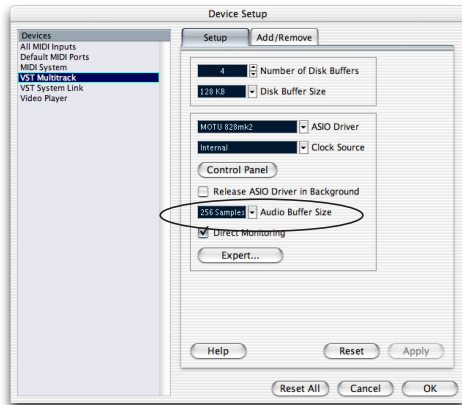 Device Setup
Devices
All MIDI Inputs
Default MIDI Ports
MIDI System
VST Multitrack
VST System Link
Video Player
Setup
Add/Remove
4 Number of Disk Buffers
128 KB Disk Buffer Size
MOTU 828mk2 ASIO Driver
Internal Clock Source
Control Panel
Release ASIO Driver in Background
256 Samples Audio Buffer Size
Direct Monitoring
Expert...
Help
Reset
Apply
Reset All
Cancel
OK